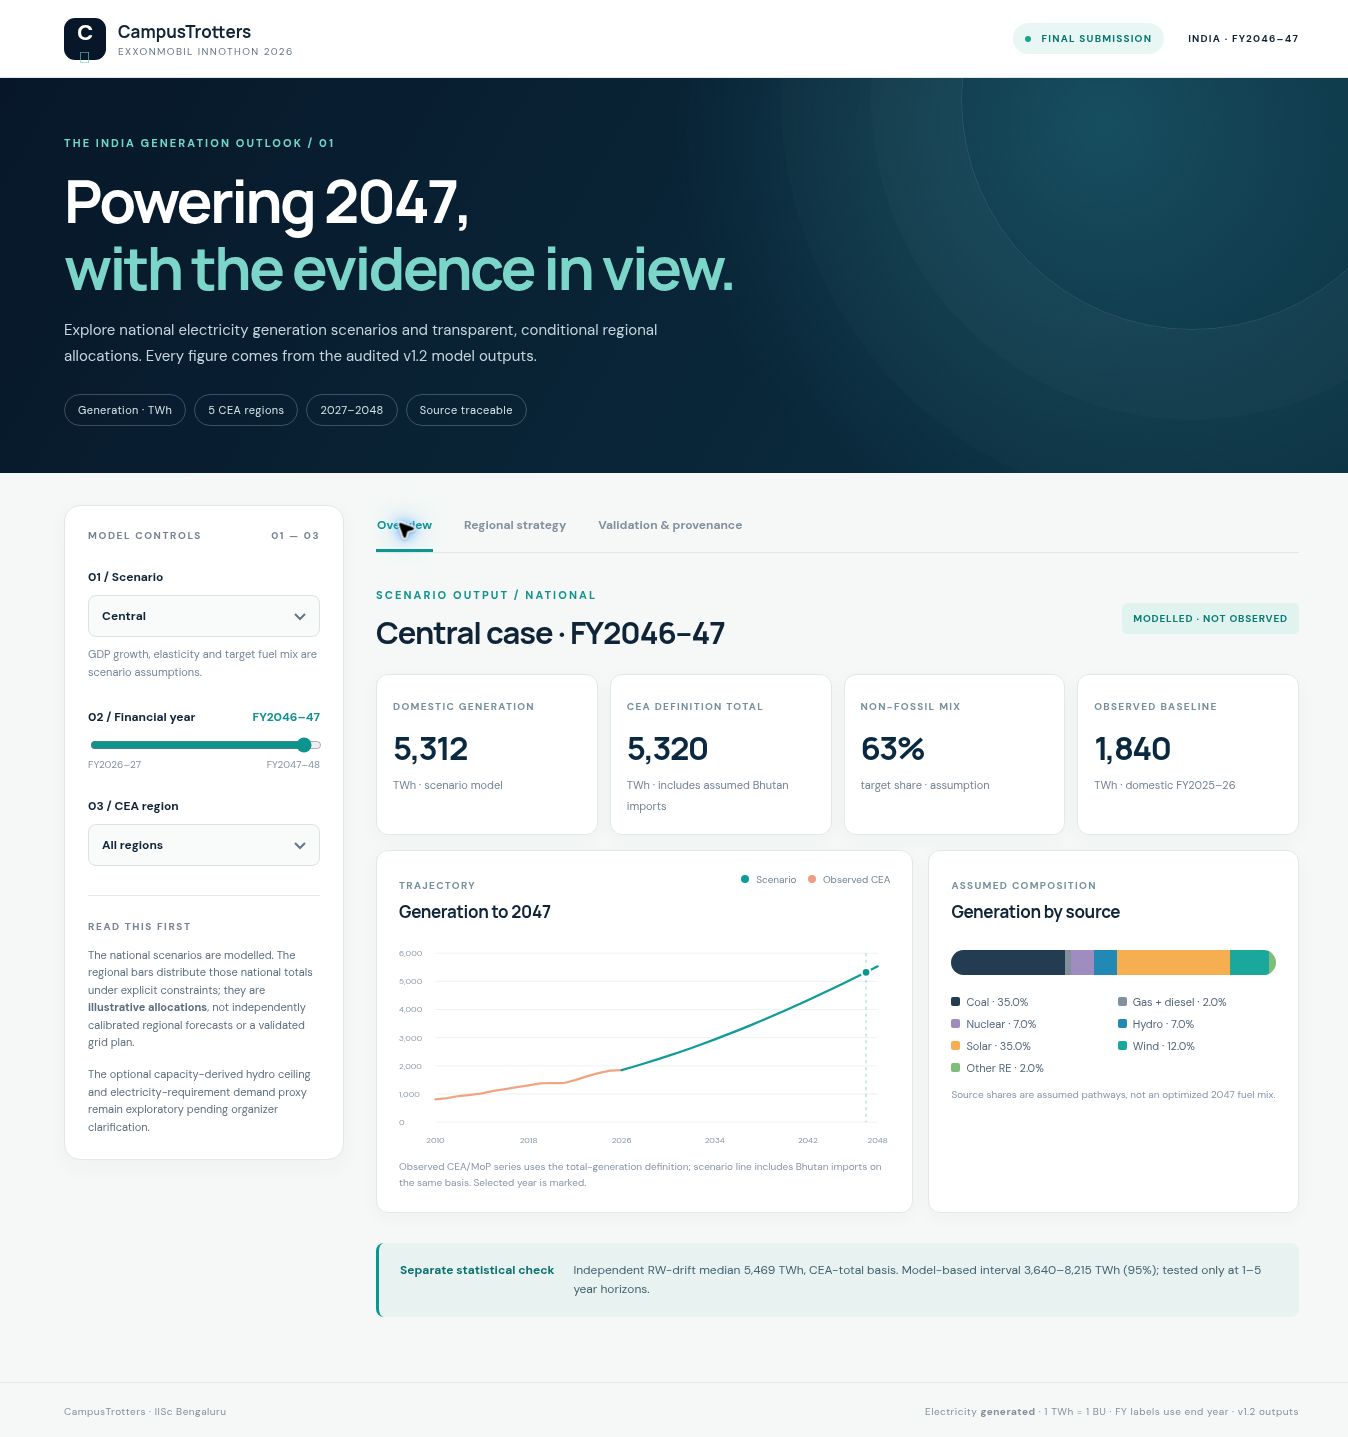 C
CampusTrotters
EXXONMOBIL INNOTHON 2026
FINAL SUBMISSION
INDIA · FY2046–47
THE INDIA GENERATION OUTLOOK / 01
Powering 2047,
with the evidence in view.
Explore national electricity generation scenarios and transparent, conditional regional
allocations. Every figure comes from the audited v1.2 model outputs.
Generation · TWh
5 CEA regions
2027–2048
Source traceable
MODEL CONTROLS
01 — 03
01 / Scenario
Central
GDP growth, elasticity and target fuel mix are
scenario assumptions.
02 / Financial year
FY2046–47
FY2026–27
FY2047–48
03 / CEA region
All regions
READ THIS FIRST
The national scenarios are modelled. The
regional bars distribute those national totals
under explicit constraints; they are
illustrative allocations, not independently
calibrated regional forecasts or a validated
grid plan.
The optional capacity-derived hydro ceiling
and electricity-requirement demand proxy
remain exploratory pending organizer
clarification.
Regional strategy
Validation & provenance
SCENARIO OUTPUT / NATIONAL
Central case · FY2046–47
MODELLED · NOT OBSERVED
DOMESTIC GENERATION
5,312
TWh · scenario model
CEA DEFINITION TOTAL
5,320
TWh · includes assumed Bhutan
imports
NON-FOSSIL MIX
63%
target share · assumption
OBSERVED BASELINE
1,840
TWh · domestic FY2025–26
TRAJECTORY
Scenario
Observed CEA
Generation to 2047
6,000
5,000
4,000
3,000
2,000
1,000
0
2010
2018
2026
2034
2042
2048
Observed CEA/MoP series uses the total-generation definition; scenario line includes Bhutan imports on
the same basis. Selected year is marked.
ASSUMED COMPOSITION
Generation by source
Coal · 35.0%
Gas + diesel · 2.0%
Nuclear · 7.0%
Hydro · 7.0%
Solar · 35.0%
Wind · 12.0%
Other RE · 2.0%
Source shares are assumed pathways, not an optimized 2047 fuel mix.
Separate statistical check
Independent RW-drift median 5,469 TWh, CEA-total basis. Model-based interval 3,640–8,215 TWh (95%); tested only at 1–5
year horizons.
CampusTrotters · IISc Bengaluru
Electricity generated · 1 TWh = 1 BU · FY labels use end year · v1.2 outputs